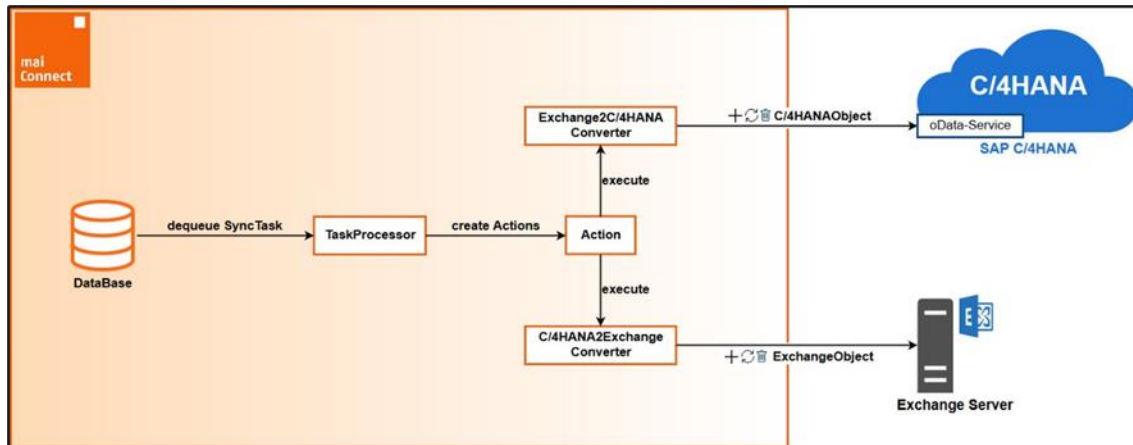 mai
Connect
Exchange2C/4HANA
Converter
C/4HANAObject
C/4HANA
oData-Service
SAP C/4HANA
execute
DataBase
dequeue SyncTask
TaskProcessor
create Actions
Action
execute
C/4HANA2Exchange
Converter
ExchangeObject
E
Exchange Server